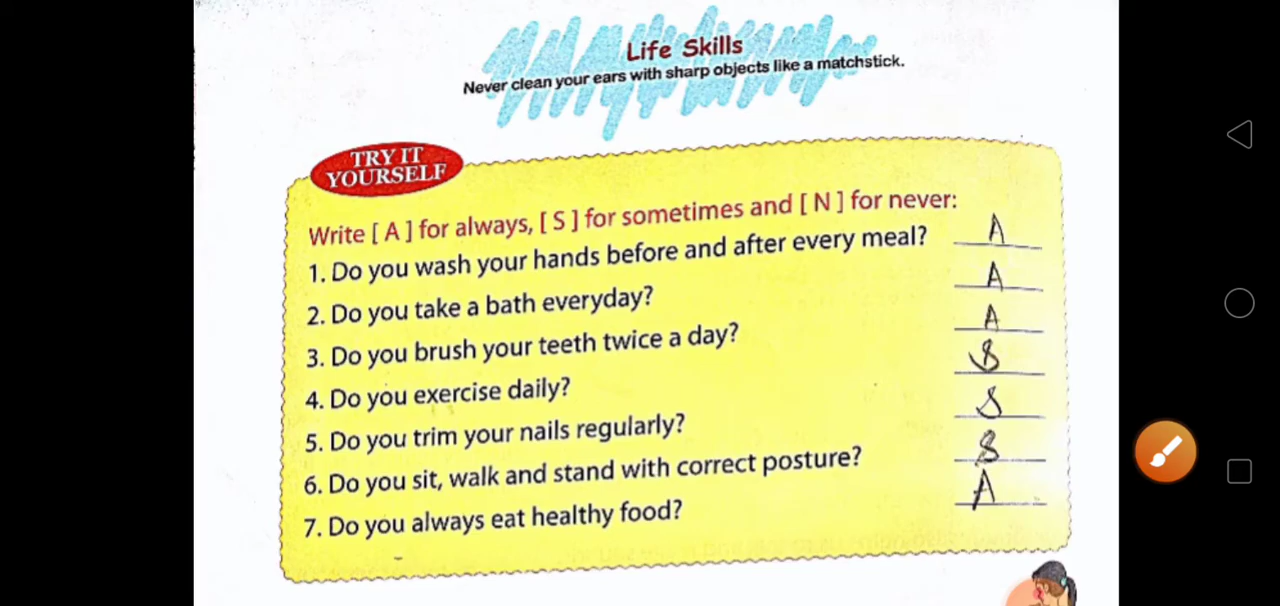 Life Skills
Never clean your ears with sharp objects like a matchstick.
TRY IT
YOURSELF
Write [ A ] for always, [ S ] for sometimes and [ N ] for never:
1. Do you wash your hands before and after every meal? A
2. Do you take a bath everyday? A
3. Do you brush your teeth twice a day? A
4. Do you exercise daily? S
5. Do you trim your nails regularly? S
6. Do you sit, walk and stand with correct posture? S
7. Do you always eat healthy food? A